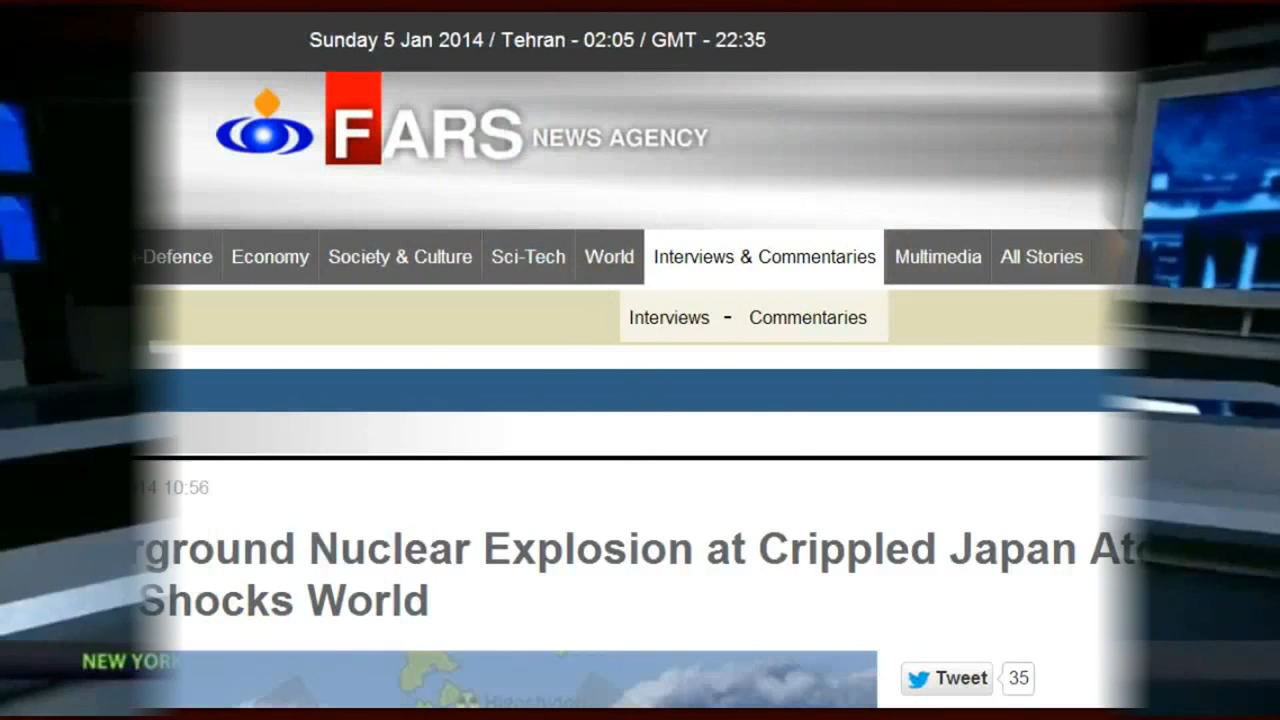 Sunday 5 Jan 2014 / Tehran - 02:05 / GMT - 22:35
FARS NEWS AGENCY
-Defence Economy Society & Culture Sci-Tech World Interviews & Commentaries Multimedia All Stories
Interviews - Commentaries
14 10:56
rground Nuclear Explosion at Crippled Japan Ato
Shocks World
NEW YORK
Tweet 35